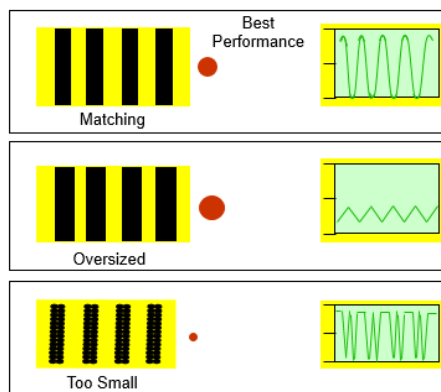 Best
Performance
Matching
Oversized
Too Small